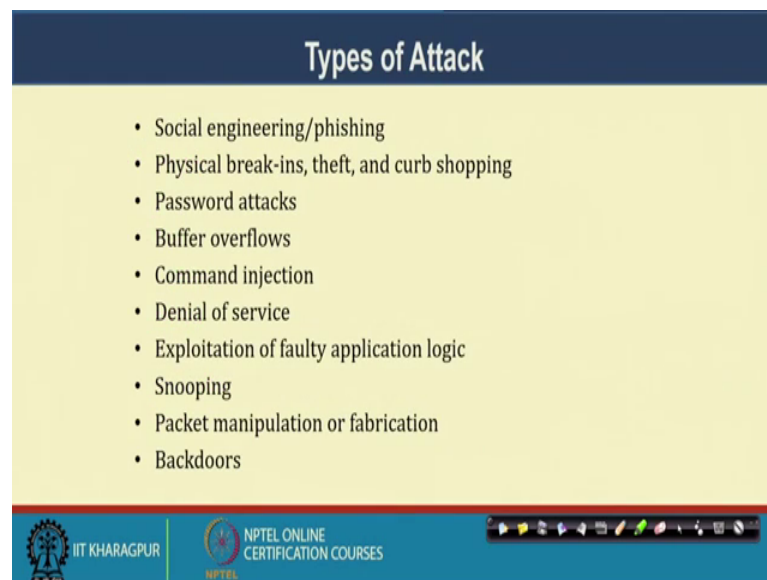 Types of Attack
• Social engineering/phishing
• Physical break-ins, theft, and curb shopping
• Password attacks
• Buffer overflows
• Command injection
• Denial of service
• Exploitation of faulty application logic
• Snooping
• Packet manipulation or fabrication
• Backdoors
IIT KHARAGPUR
NPTEL ONLINE
CERTIFICATION COURSES
NPTEL